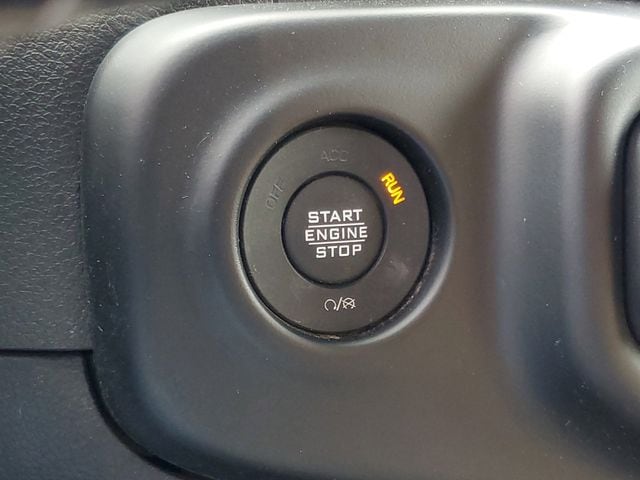 ACC
OFF
RUN
START
ENGINE
STOP